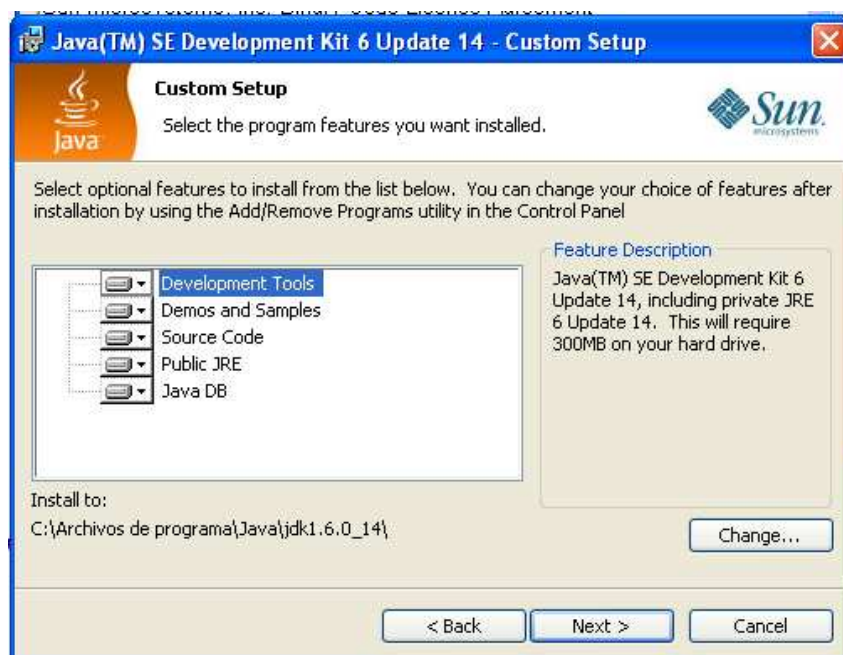 Java(TM) SE Development Kit 6 Update 14 - Custom Setup
Java
Custom Setup
Select the program features you want installed.
Sun
microsystems
Select optional features to install from the list below. You can change your choice of features after
installation by using the Add/Remove Programs utility in the Control Panel
Development Tools
Demos and Samples
Source Code
Public JRE
Java DB
Feature Description
Java(TM) SE Development Kit 6
Update 14, including private JRE
6 Update 14. This will require
300MB on your hard drive.
Install to:
C:\Archivos de programa\Java\jdk1.6.0_14\
Change...
< Back
Next >
Cancel